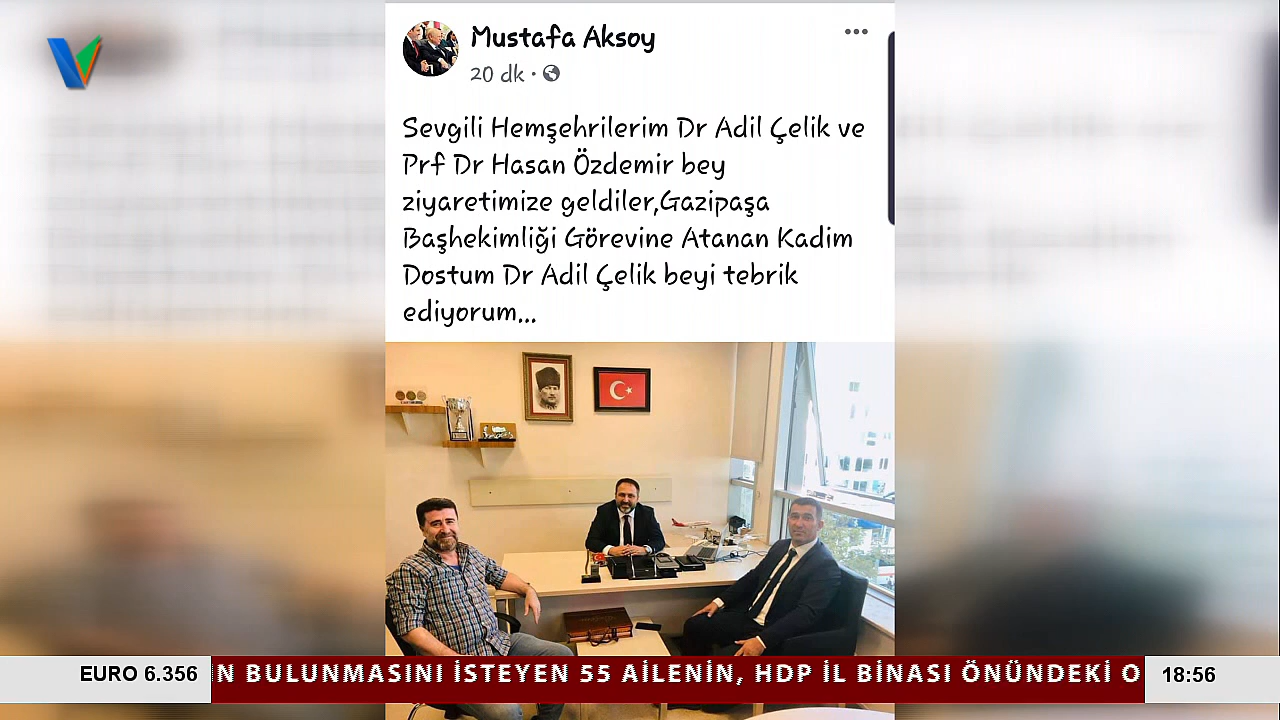 Mustafa Aksoy
20 dk ·
Sevgili Hemşehrilerim Dr Adil Çelik ve
Prf Dr Hasan Özdemir bey
ziyaretimize geldiler,Gazipaşa
Başhekimliği Görevine Atanan Kadim
Dostum Dr Adil Çelik beyi tebrik
ediyorum...
EURO 6.356
N BULUNMASINI İSTEYEN 55 AİLENİN, HDP İL BİNASI ÖNÜNDEKİ O
18:56